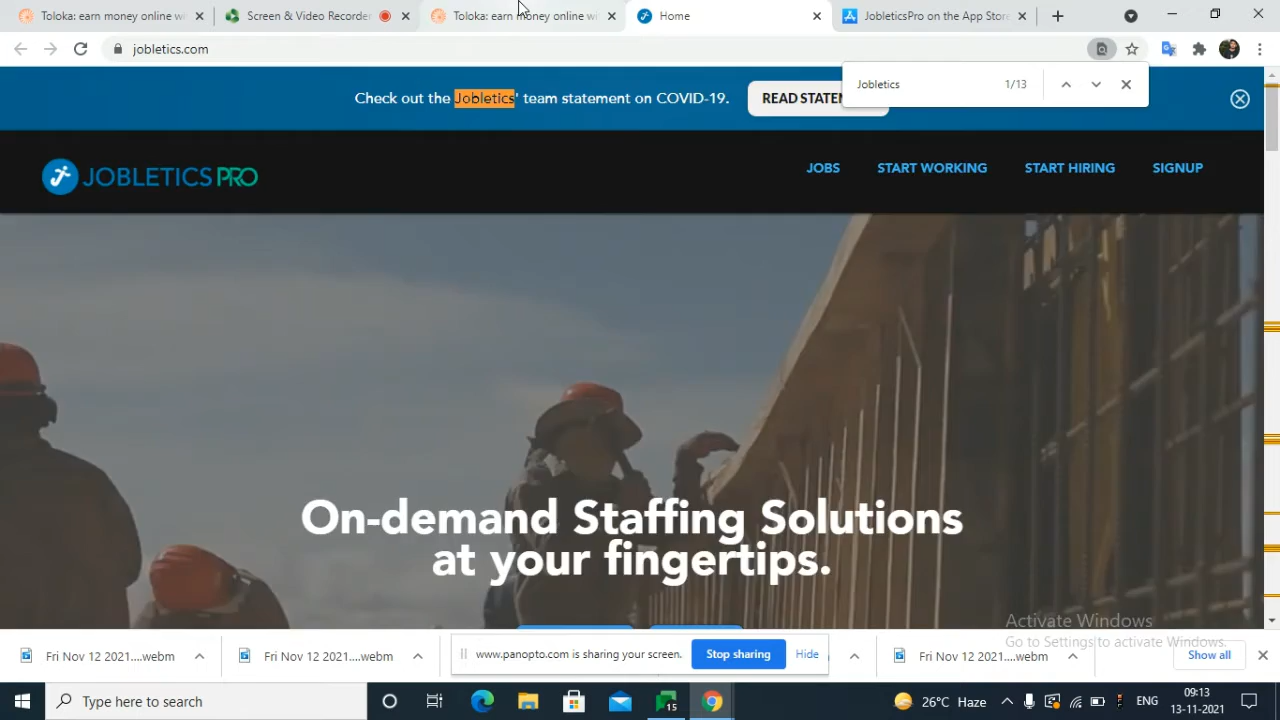 Toloka: earn money online wi
Screen & Video Recorder
Toloka: earn money online wi
Home
JobleticsPro on the App Store
jobletics.com
Jobletics
1/13
Check out the Jobletics' team statement on COVID-19.
READ STATEM
JOBLETICS PRO
JOBS
START WORKING
START HIRING
SIGNUP
On-demand Staffing Solutions
at your fingertips.
Activate Windows
Go to Settings to activate Windows.
Fri Nov 12 2021....webm
Fri Nov 12 2021....webm
www.panopto.com is sharing your screen.
Stop sharing
Hide
Fri Nov 12 2021....webm
Show all
Type here to search
15
26°C Haze
ENG
09:13
13-11-2021